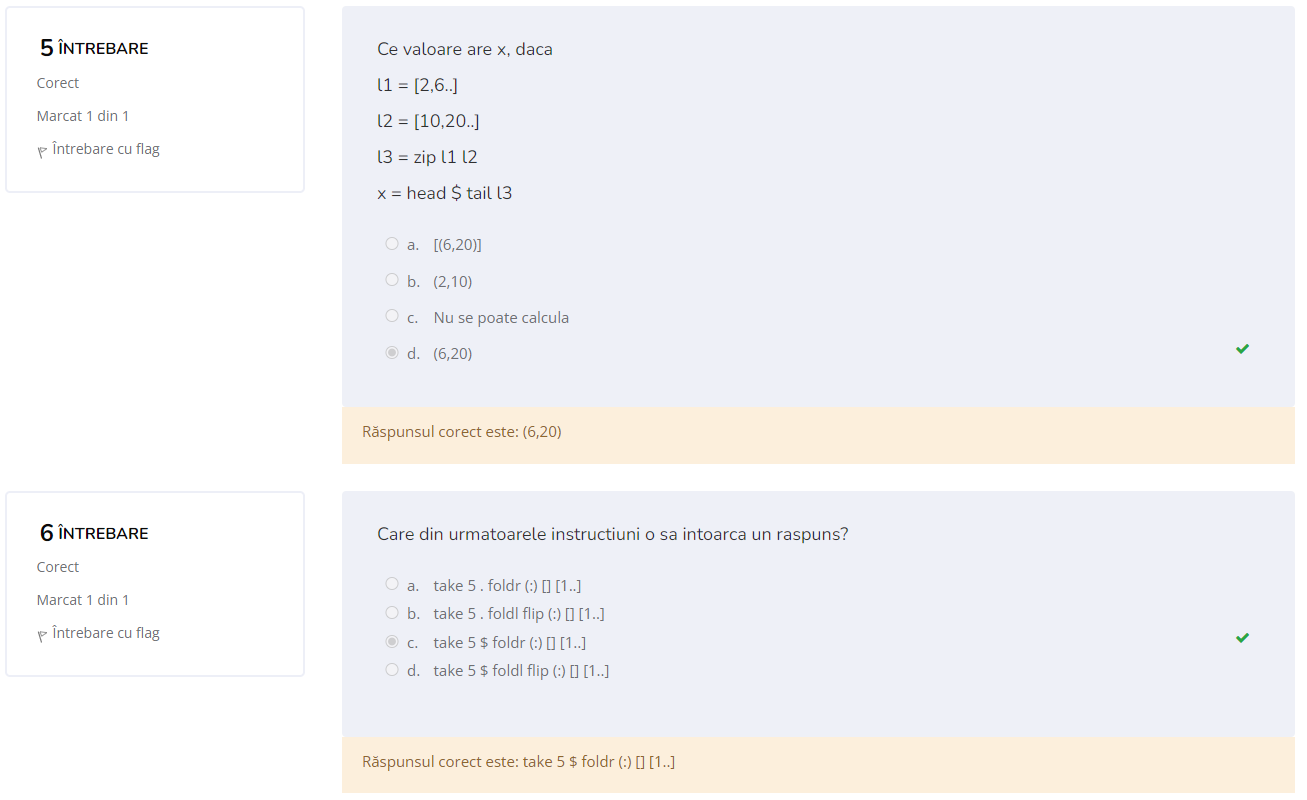 5 ÎNTREBARE
Corect
Marcat 1 din 1
Întrebare cu flag
Ce valoare are x, daca
l1 = [2,6..]
l2 = [10,20..]
l3 = zip l1 l2
x = head $ tail l3
a. [(6,20)]
b. (2,10)
c. Nu se poate calcula
d. (6,20)
Răspunsul corect este: (6,20)
6 ÎNTREBARE
Corect
Marcat 1 din 1
Întrebare cu flag
Care din urmatoarele instructiuni o sa intoarca un raspuns?
a. take 5 . foldr (:) [] [1..]
b. take 5 . foldl flip (:) [] [1..]
c. take 5 $ foldr (:) [] [1..]
d. take 5 $ foldl flip (:) [] [1..]
Răspunsul corect este: take 5 $ foldr (:) [] [1..]